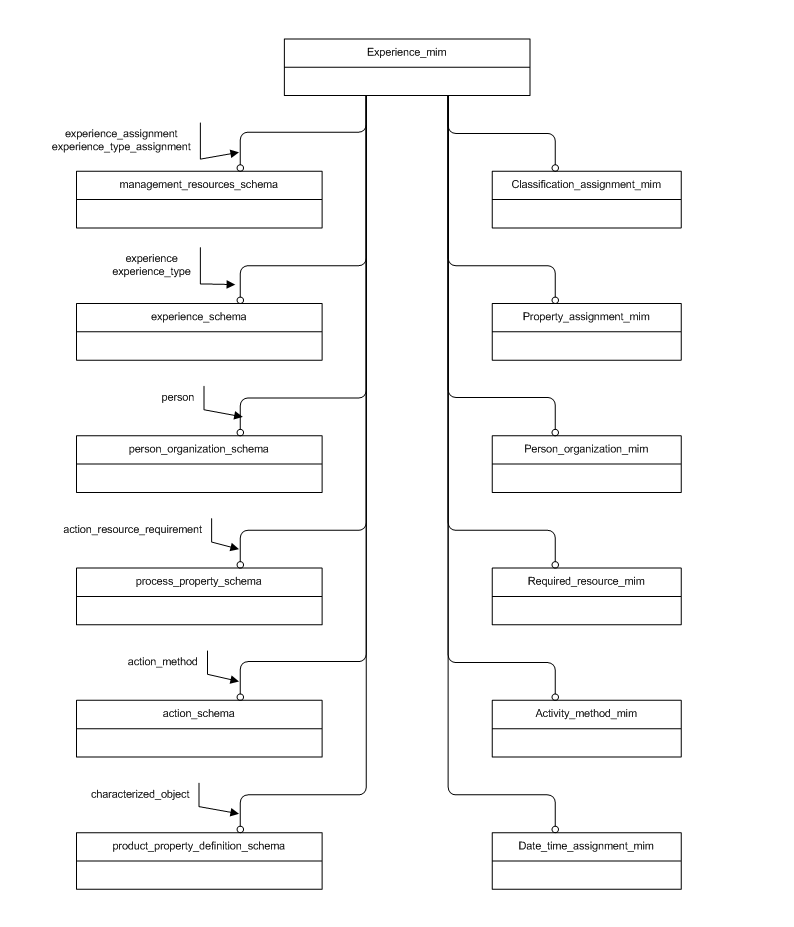 Experience_mim
experience_assignment
experience_type_assignment
management_resources_schema
Classification_assignment_mim
experience
experience_type
experience_schema
Property_assignment_mim
person
person_organization_schema
Person_organization_mim
action_resource_requirement
process_property_schema
Required_resource_mim
action_method
action_schema
Activity_method_mim
characterized_object
product_property_definition_schema
Date_time_assignment_mim